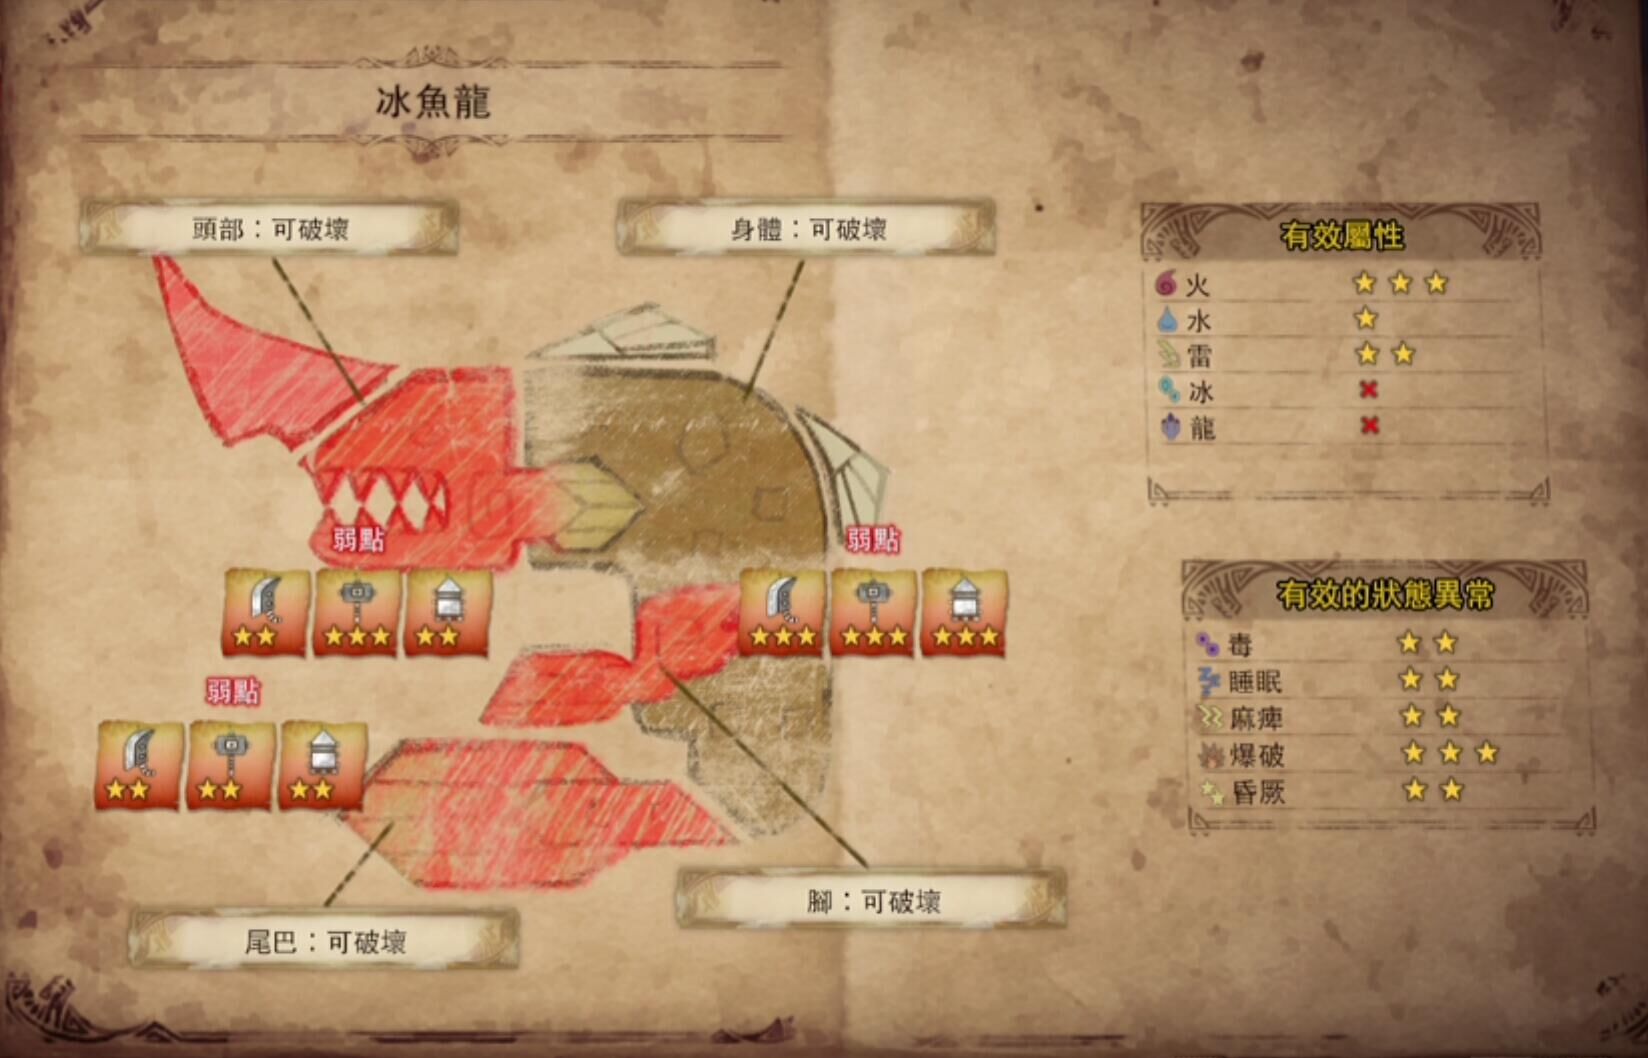 冰魚龍
頭部：可破壞
身體：可破壞
弱點
弱點
弱點
尾巴：可破壞
腳：可破壞
有效屬性
火
水
雷
冰
龍
有效的狀態異常
毒
睡眠
麻痺
爆破
昏厥